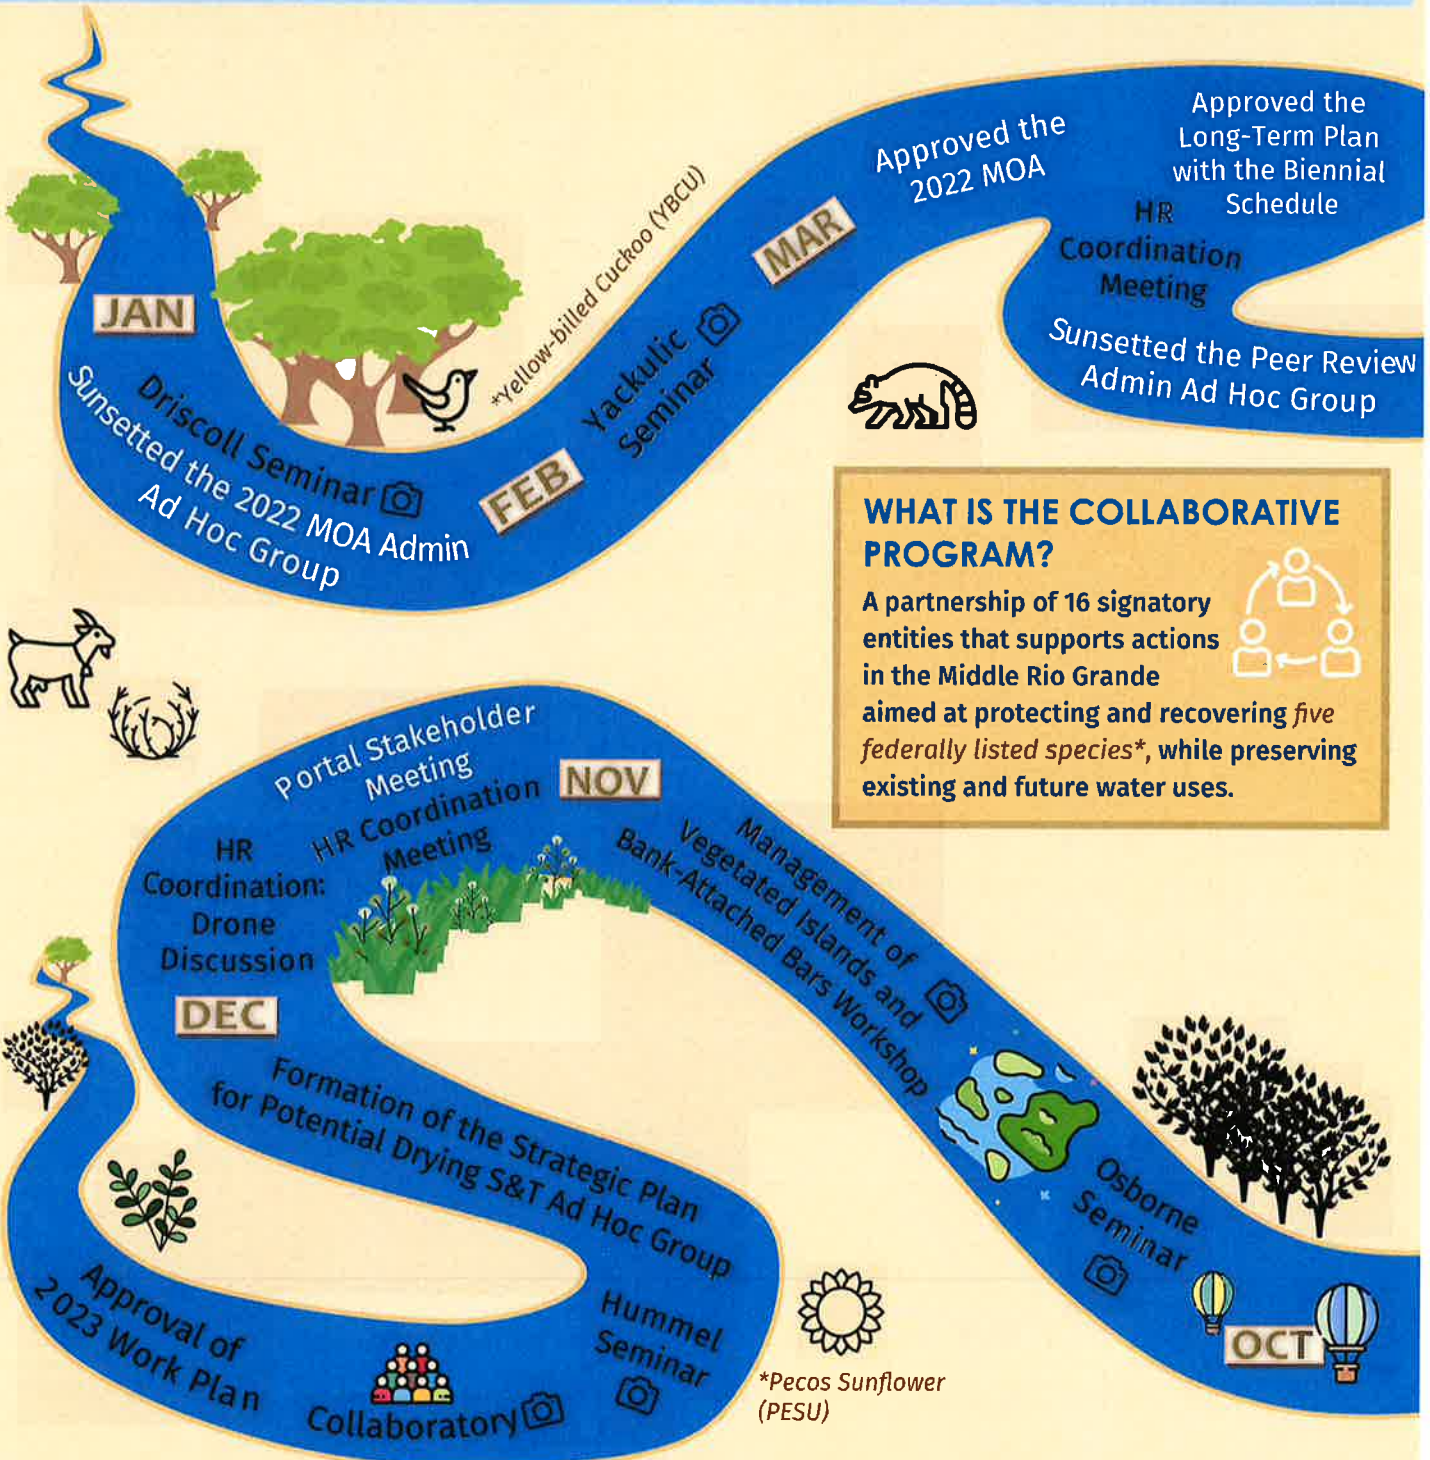 JAN
Driscoll Seminar
Sunsetted the 2022 MOA Admin
Ad Hoc Group
*Yellow-billed Cuckoo (YBCU)
FEB
Yackulic
Seminar
MAR
Approved the
2022 MOA
Approved the
Long-Term Plan
with the Biennial
Schedule
HR
Coordination
Meeting
Sunsetted the Peer Review
Admin Ad Hoc Group
WHAT IS THE COLLABORATIVE
PROGRAM?
A partnership of 16 signatory
entities that supports actions
in the Middle Rio Grande
aimed at protecting and recovering five
federally listed species*, while preserving
existing and future water uses.
OCT
Osborne
Seminar
Management of
Vegetated Islands and
Bank-Attached Bars Workshop
NOV
Portal Stakeholder
Meeting
HR Coordination
Meeting
HR
Coordination:
Drone
Discussion
DEC
Formation of the Strategic Plan
for Potential Drying S&T Ad Hoc Group
Hummel
Seminar
Collaboratory
Approval of
2023 Work Plan
*Pecos Sunflower
(PESU)